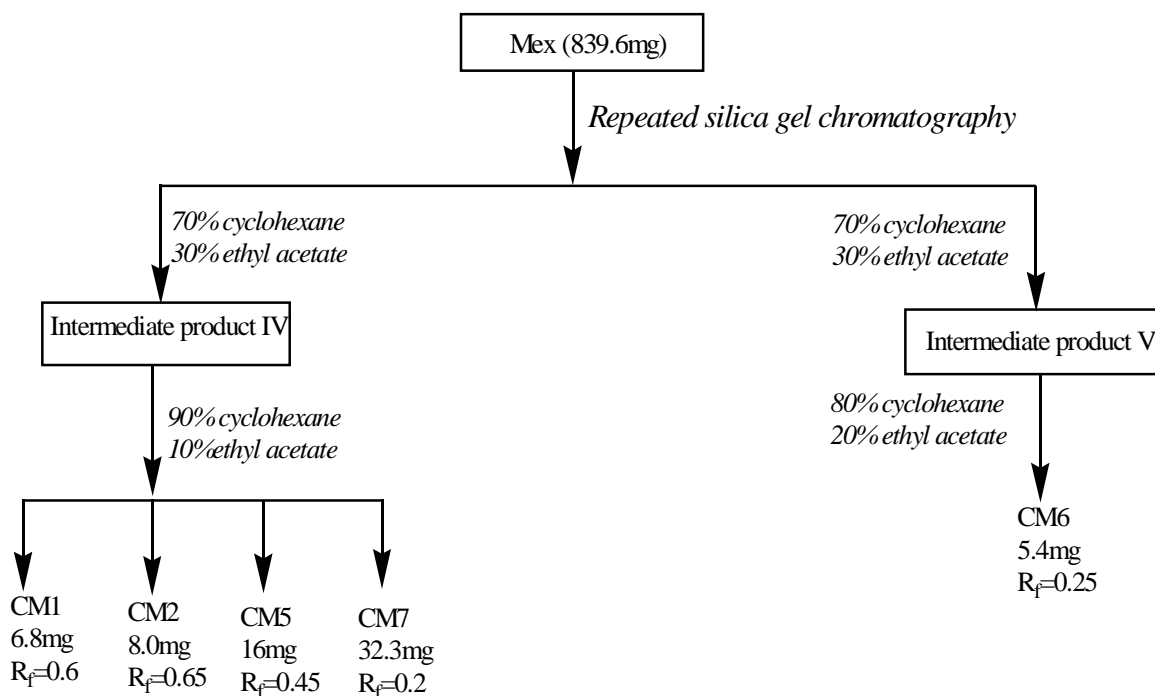 Mex (839.6mg)
Repeated silica gel chromatography
70% cyclohexane
30% ethyl acetate
70% cyclohexane
30% ethyl acetate
Intermediate product IV
Intermediate product V
90% cyclohexane
10%ethyl acetate
80% cyclohexane
20% ethyl acetate
CM1
6.8mg
Rf=0.6
CM2
8.0mg
Rf=0.65
CM5
16mg
Rf=0.45
CM7
32.3mg
Rf=0.2
CM6
5.4mg
Rf=0.25